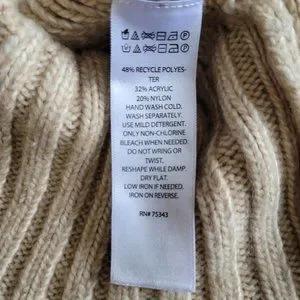 48% RECYCLE POLYES-
TER
32% ACRYLIC
20% NYLON
HAND WASH COLD.
WASH SEPARATELY.
USE MILD DETERGENT.
ONLY NON-CHLORINE
BLEACH WHEN NEEDED.
DO NOT WRING OR
TWIST.
RESHAPE WHILE DAMP.
DRY FLAT.
LOW IRON IF NEEDED.
IRON ON REVERSE.
RN# 75343